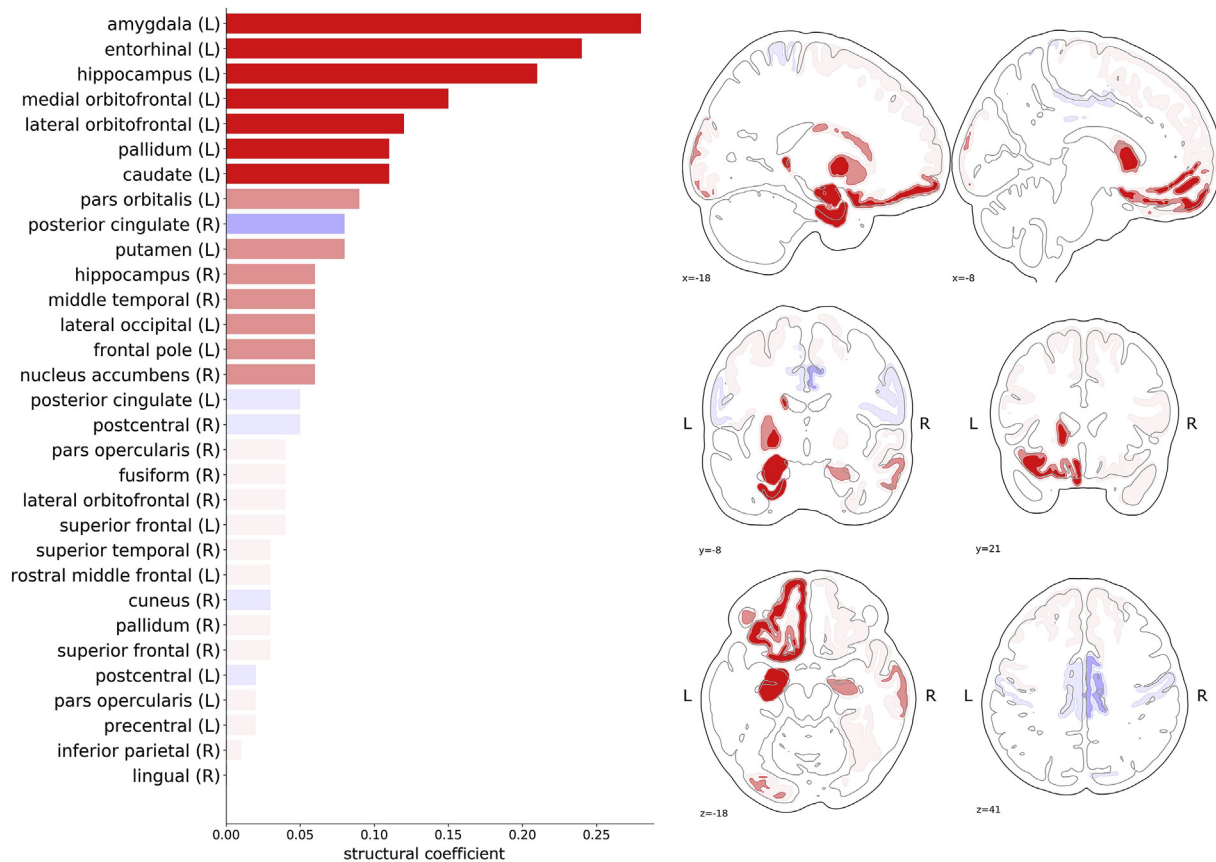 amygdala (L)
entorhinal (L)
hippocampus (L)
medial orbitofrontal (L)
lateral orbitofrontal (L)
pallidum (L)
caudate (L)
pars orbitalis (L)
posterior cingulate (R)
putamen (L)
hippocampus (R)
middle temporal (R)
lateral occipital (L)
frontal pole (L)
nucleus accumbens (R)
posterior cingulate (L)
postcentral (R)
pars opercularis (R)
fusiform (R)
lateral orbitofrontal (R)
superior frontal (L)
superior temporal (R)
rostral middle frontal (L)
cuneus (R)
pallidum (R)
superior frontal (R)
postcentral (L)
pars opercularis (L)
precentral (L)
inferior parietal (R)
lingual (R)
0.00 0.05 0.10 0.15 0.20 0.25
structural coefficient
x=-18 x=-8
L R
y=-8 y=21
L R
z=-18 z=41